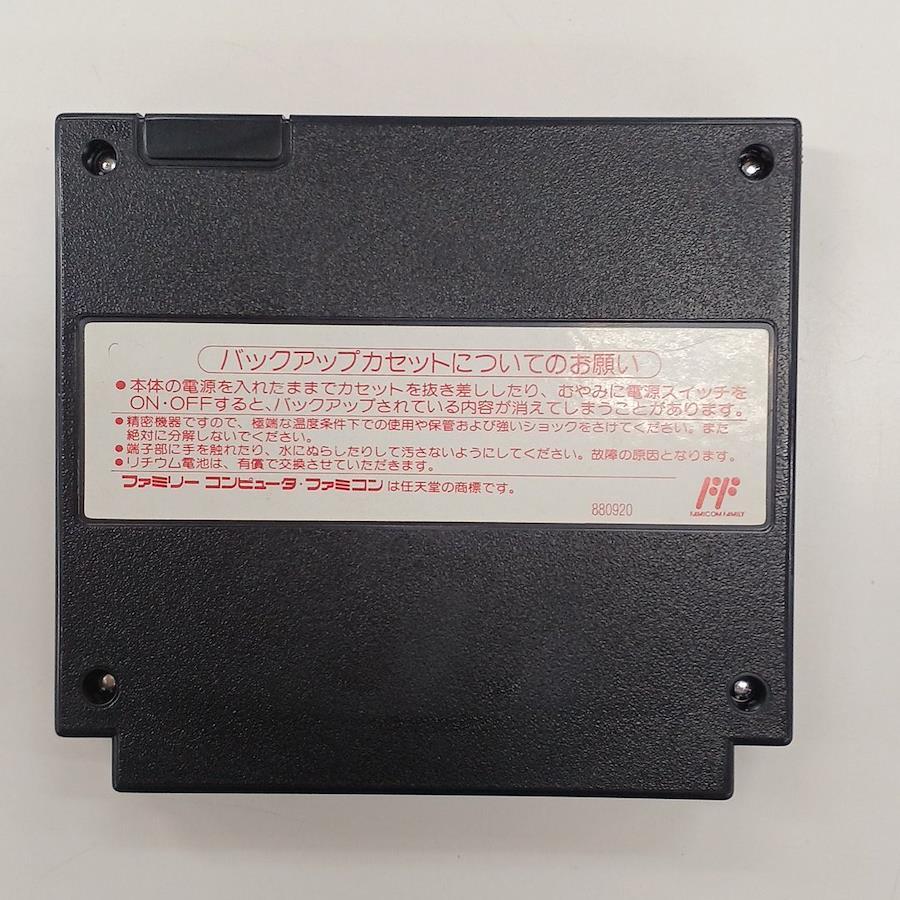 バックアップカセットについてのお願い
●本体の電源を入れたままでカセットを抜き差ししたり、むやみに電源スイッチを
ON・OFFすると、バックアップされている内容が消えてしまうことがあります。
●精密機器ですので、極端な温度条件下での使用や保管および強いショックをさけてください。また
絶対に分解しないでください。
●端子部に手を触れたり、水にぬらしたりして汚さないようにしてください。故障の原因となります。
●リチウム電池は、有償で交換させていただきます。
ファミリー コンピュータ・ファミコンは任天堂の商標です。
880920
FAMICOM FAMILY